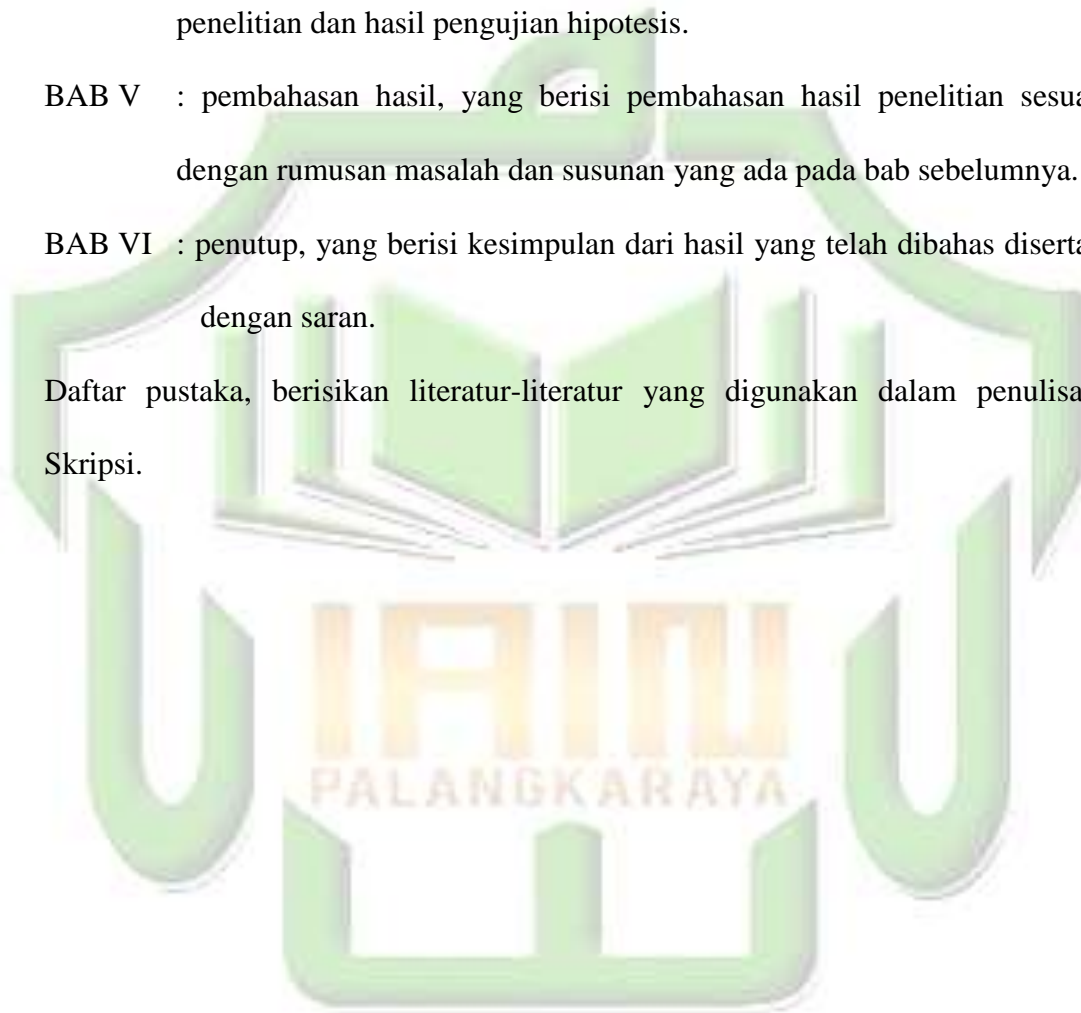 penelitian dan hasil pengujian hipotesis.
BAB V : pembahasan hasil, yang berisi pembahasan hasil penelitian sesua
dengan rumusan masalah dan susunan yang ada pada bab sebelumnya.
BAB VI : penutup, yang berisi kesimpulan dari hasil yang telah dibahas diserta
dengan saran.
Daftar pustaka, berisikan literatur-literatur yang digunakan dalam penulisa
Skripsi.
IAIN
PALANGKARAYA